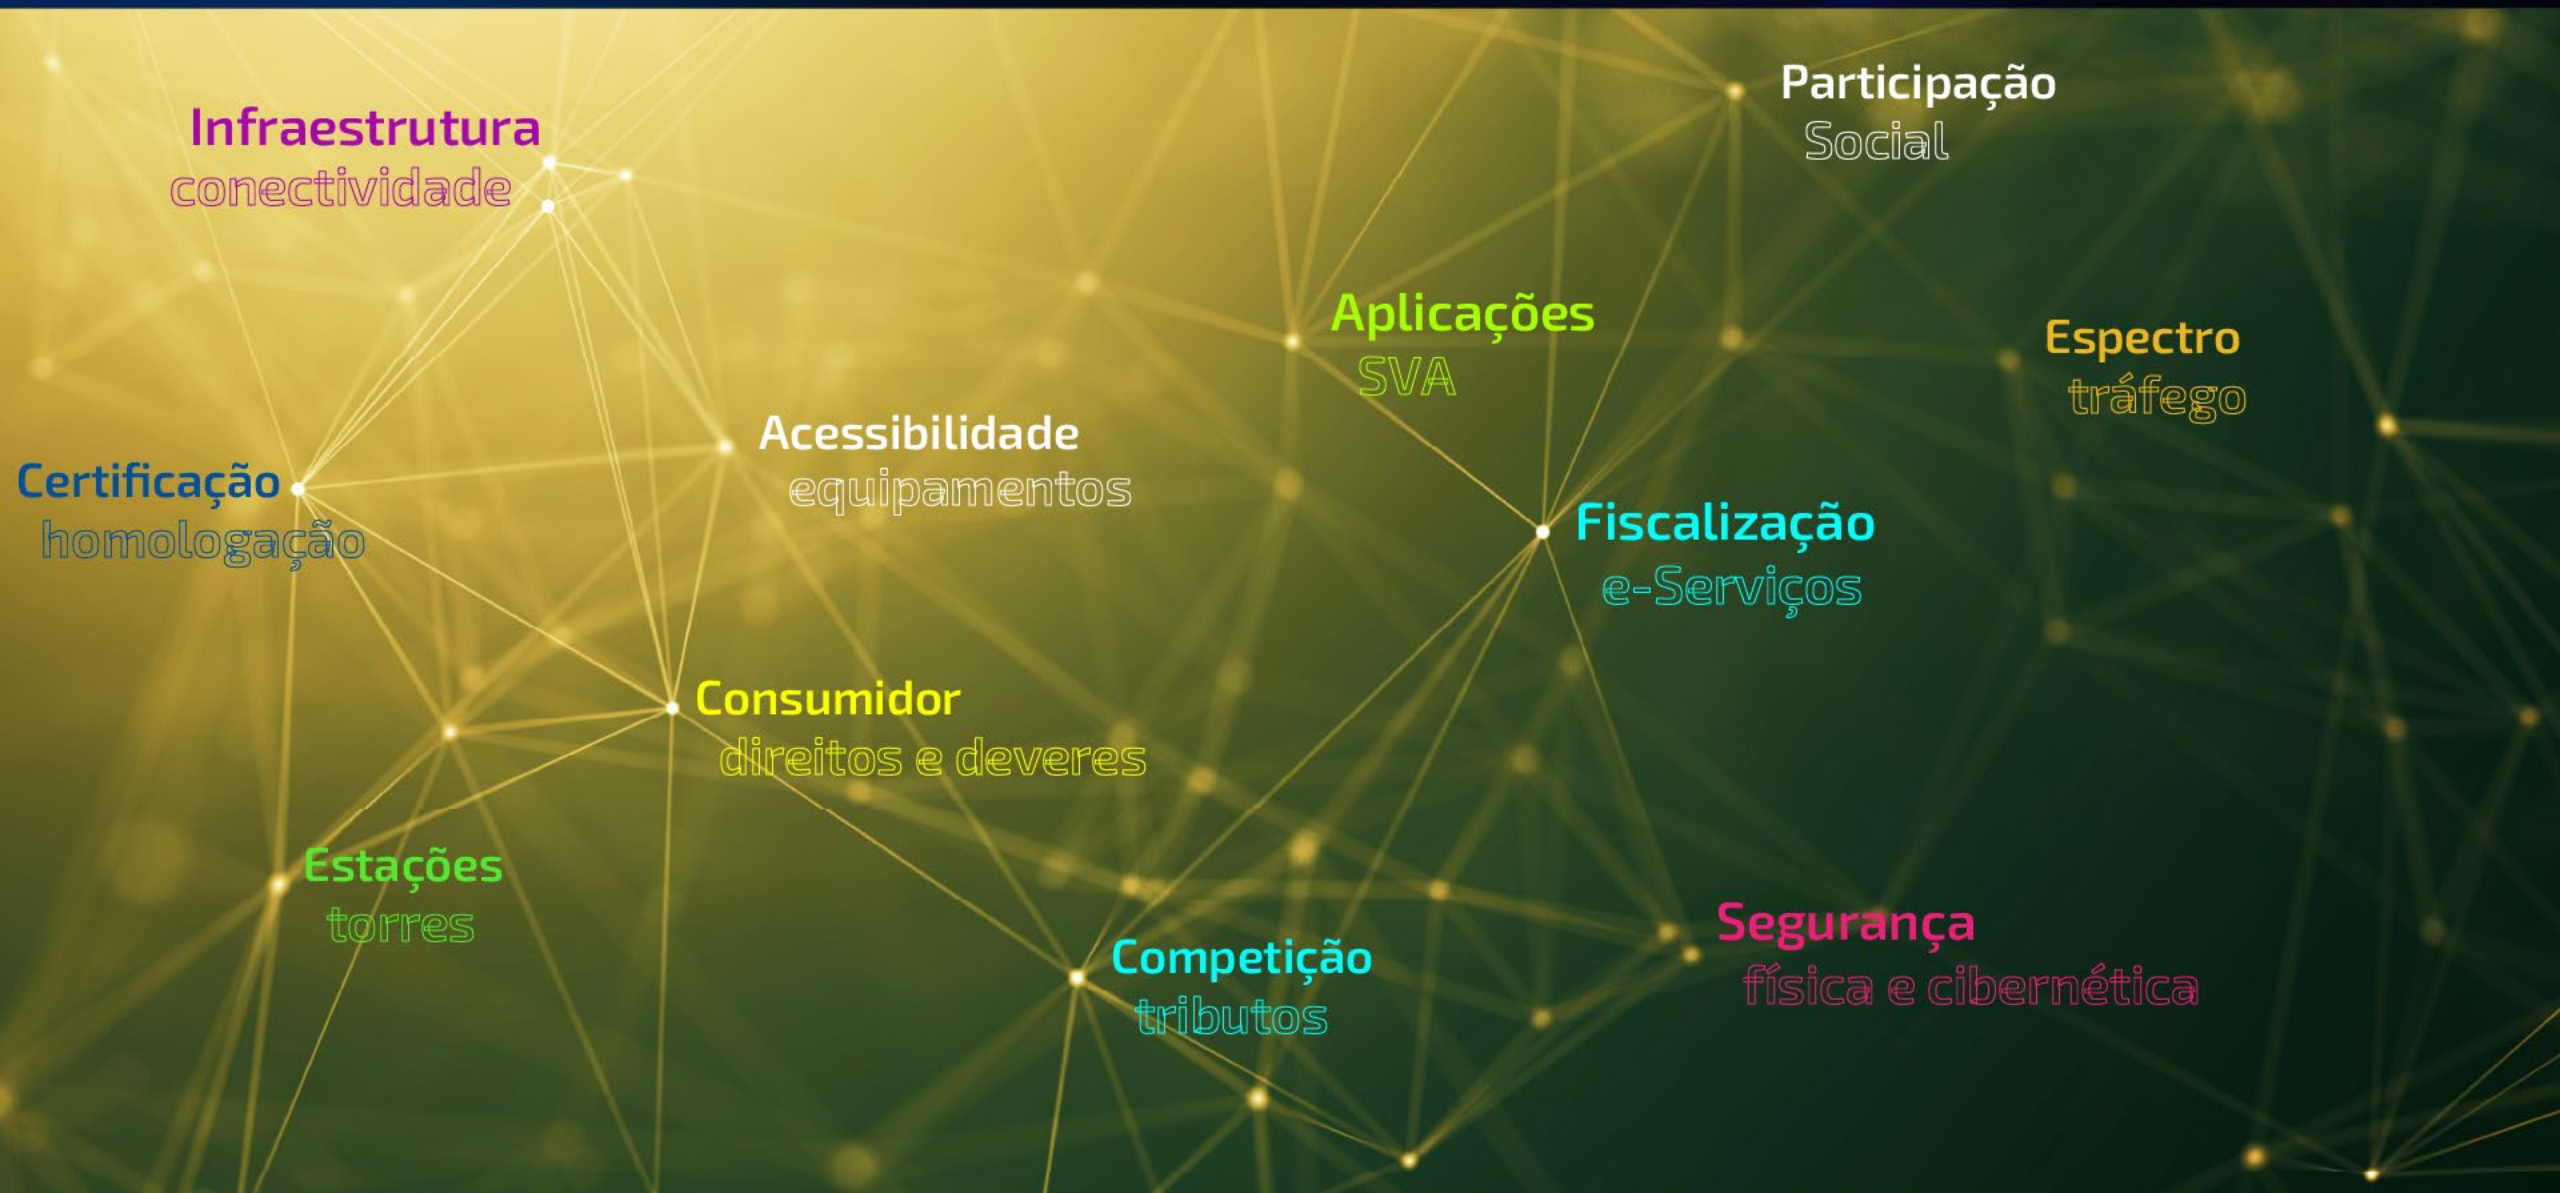 Participação
Social
Infraestrutura
conectividade
Aplicações
SVA
Espectro
tráfego
Acessibilidade
equipamentos
Certificação
homologação
Fiscalização
e-Serviços
Consumidor
direitos e deveres
Estações
torres
Segurança
física e cibernética
Competição
tributos